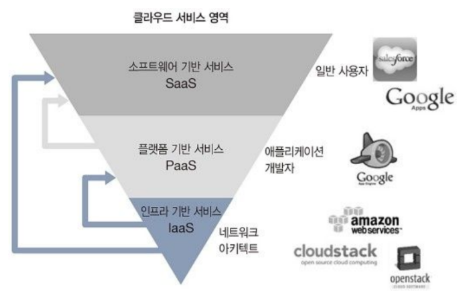 클라우드 서비스 영역
소프트웨어 기반 서비스
SaaS
일반 사용자
salesforce
Google
Apps
플랫폼 기반 서비스
PaaS
애플리케이션
개발자
Google
App Engine
인프라 기반 서비스
IaaS
네트워크
아키텍트
amazon
web services™
cloudstack
open source cloud computing
openstack
CLOUD SOFTWARE